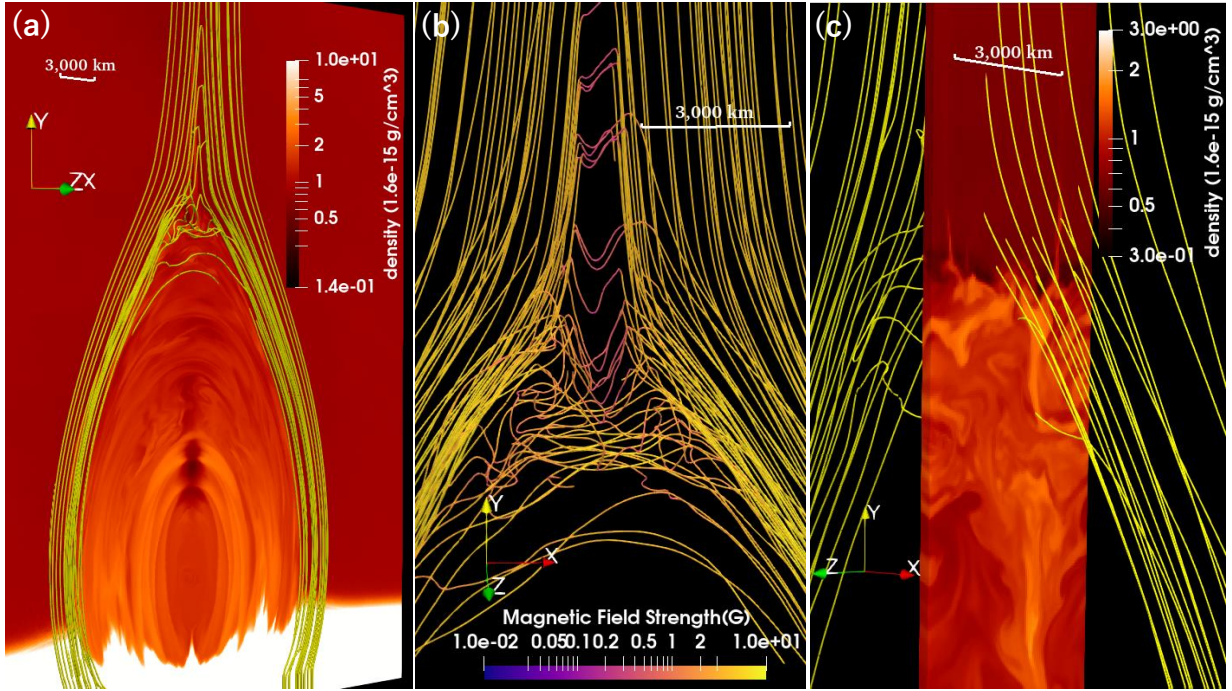 (a)
3,000 km
Y
ZX
1.0e+01
5
2
1
0.5
1.4e-01
density (1.6e-15 g/cm^3)
(b)
3,000 km
Y
X
Z
Magnetic Field Strength(G)
1.0e-02 0.05 0.1 0.2 0.5 1 2 1.0e+01
(c)
3,000 km
3.0e+00
2
1
0.5
3.0e-01
density (1.6e-15 g/cm^3)
Y
Z
X